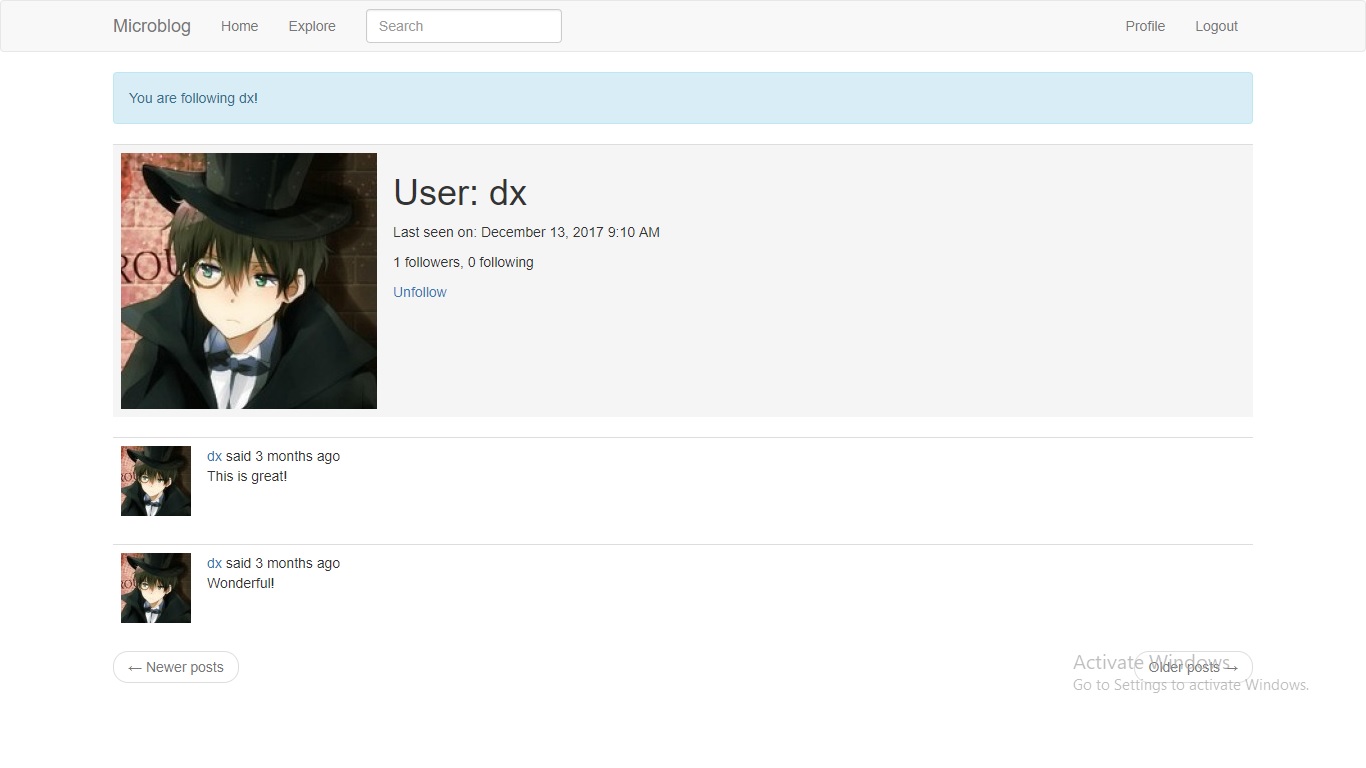 Microblog Home Explore Search Profile Logout
You are following dx!
ROU
User: dx
Last seen on: December 13, 2017 9:10 AM
1 followers, 0 following
Unfollow
dx said 3 months ago
This is great!
dx said 3 months ago
Wonderful!
← Newer posts
Older posts →
Activate Windows
Go to Settings to activate Windows.